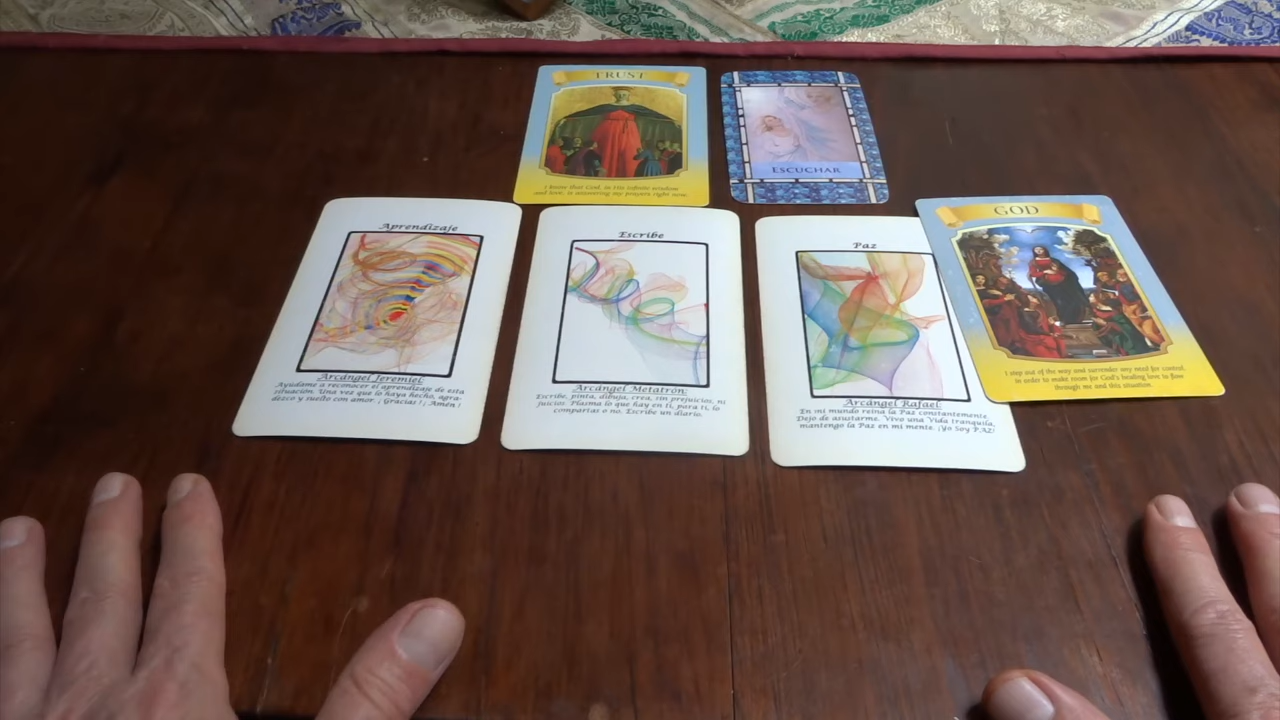 TRUST
I know that God, in His infinite wisdom
and love, is answering my prayers right now.
ESCUCHAR
Aprendizaje
Arcángel Jeremiel:
Ayúdame a reconocer el aprendizaje de esta
situación. Una vez que lo haya hecho, agra-
dezco y suelto con amor. ¡ Gracias! ¡ Amén !
Escribe
Arcángel Metatrón:
Escribe, pinta, dibuja, crea, sin prejuicios, ni
juicios. Plasma lo que hay en ti, para ti, lo
compartas o no. Escribe un diario.
Paz
Arcángel Rafael:
En mi mundo reina la Paz constantemente.
Dejo de asustarme. Vivo una Vida tranquila,
mantengo la Paz en mi mente. ¡Yo Soy PAZ!
GOD
I step out of the way and surrender any need for control,
in order to make room for God's healing love to flow
through me and this situation.